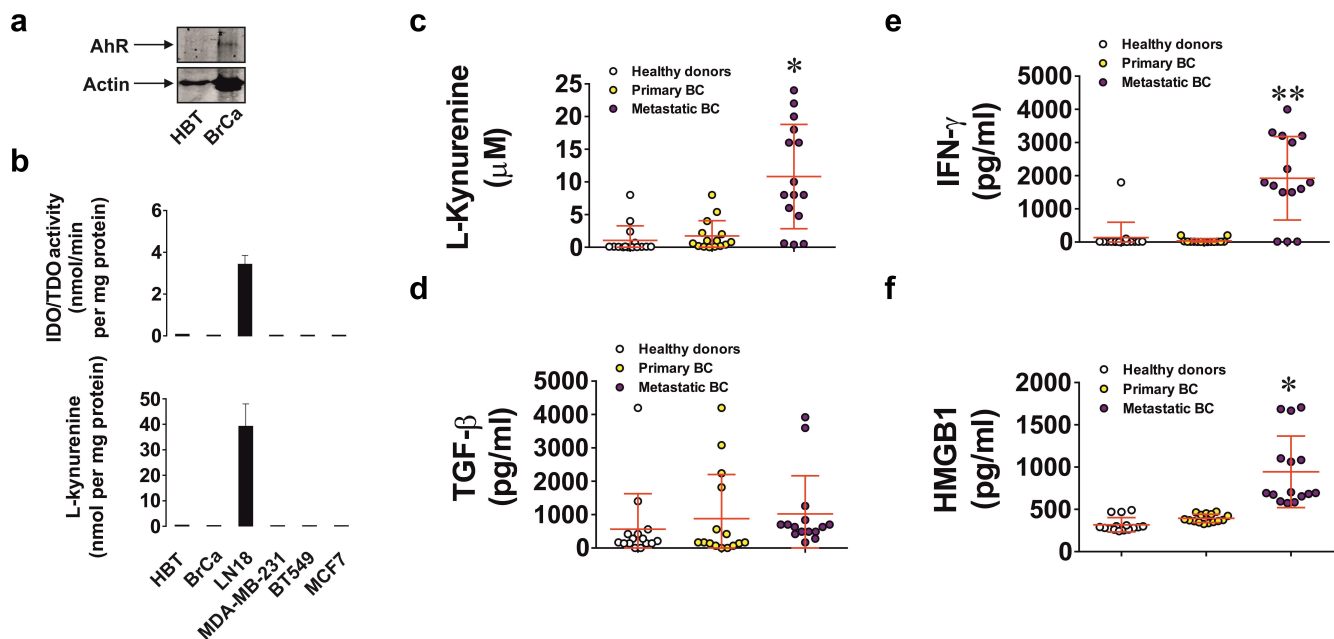 a
AhR
Actin
HBT
BrCa
b
IDO/TDO activity
(nmol/min
per mg protein)
6
4
2
0
L-kynurenine
(nmol per mg protein)
50
40
30
20
10
0
HBT
BrCa
LN18
MDA-MB-231
BT549
MCF7
c
L-Kynurenine
(μM)
25
20
15
10
5
0
Healthy donors
Primary BC
Metastatic BC
*
d
TGF-β
(pg/ml)
5000
4000
3000
2000
1000
0
Healthy donors
Primary BC
Metastatic BC
e
IFN-γ
(pg/ml)
5000
4000
3000
2000
1000
0
Healthy donors
Primary BC
Metastatic BC
**
f
HMGB1
(pg/ml)
2000
1500
1000
500
0
Healthy donors
Primary BC
Metastatic BC
*